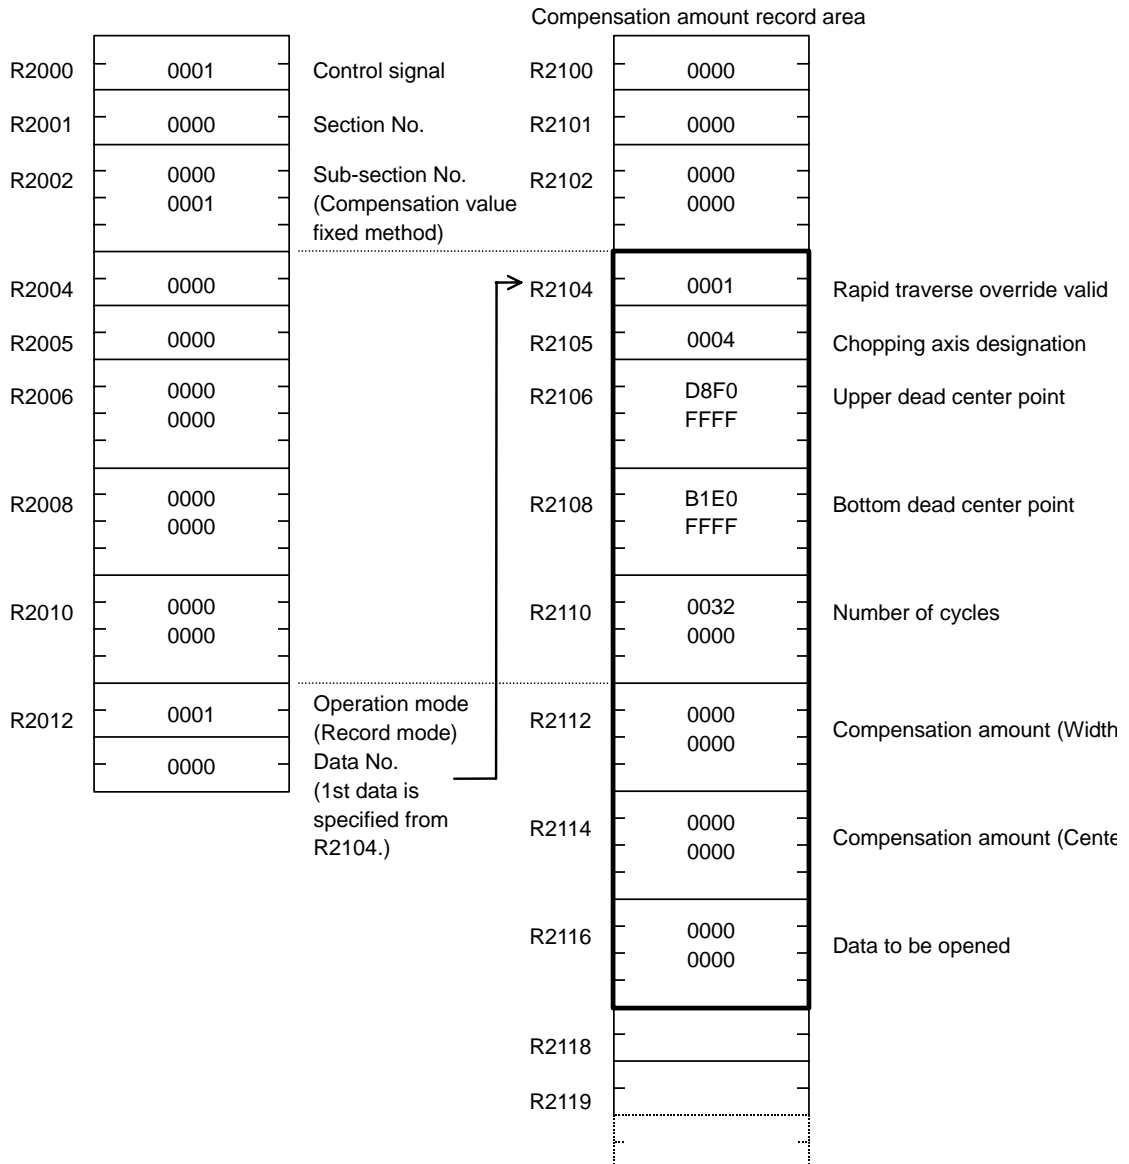 Compensation amount record area
R2000 0001 Control signal R2100 0000
R2001 0000 Section No. R2101 0000
R2002 0000 Sub-section No. R2102 0000
0001 (Compensation value 0000
fixed method)
R2004 0000 R2104 0001 Rapid traverse override valid
R2005 0000 R2105 0004 Chopping axis designation
R2006 0000 R2106 D8F0 Upper dead center point
0000 FFFF
R2008 0000 R2108 B1E0 Bottom dead center point
0000 FFFF
R2010 0000 R2110 0032 Number of cycles
0000 0000
R2012 0001 Operation mode R2112 0000 Compensation amount (Width
(Record mode) 0000
0000 Data No.
(1st data is
specified from R2114 0000 Compensation amount (Cente
R2104.) 0000
R2116 0000 Data to be opened
0000
R2118
R2119